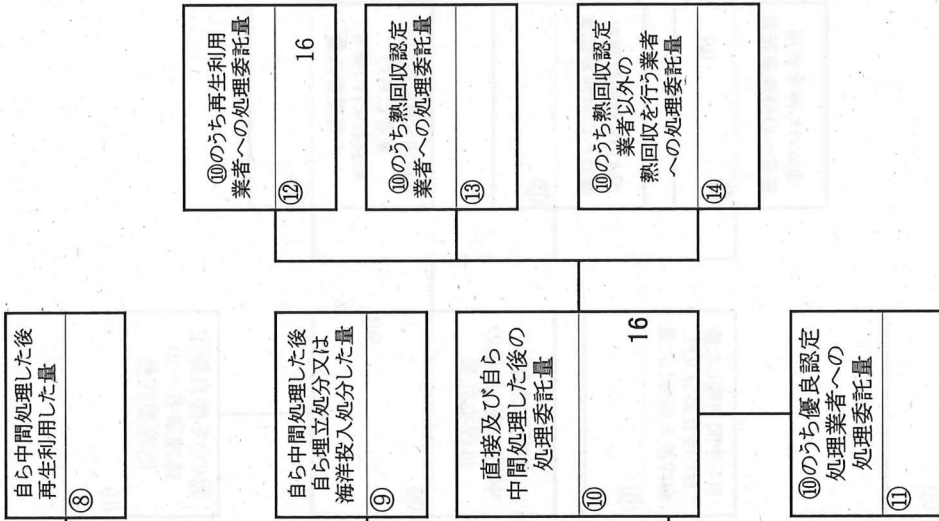 自ら中間処理した後
再生利用した量
⑧
自ら中間処理した後
自ら埋立処分又は
海洋投入処分した量
⑨
直接及び自ら
中間処理した後の
処理委託量
⑩
16
⑩のうち優良認定
処理業者への
処理委託量
⑪
⑩のうち再生利用
業者への処理委託量
⑫
16
⑩のうち熱回収認定
業者への処理委託量
⑬
⑩のうち熱回収認定
業者以外の
熱回収を行う業者
への処理委託量
⑭